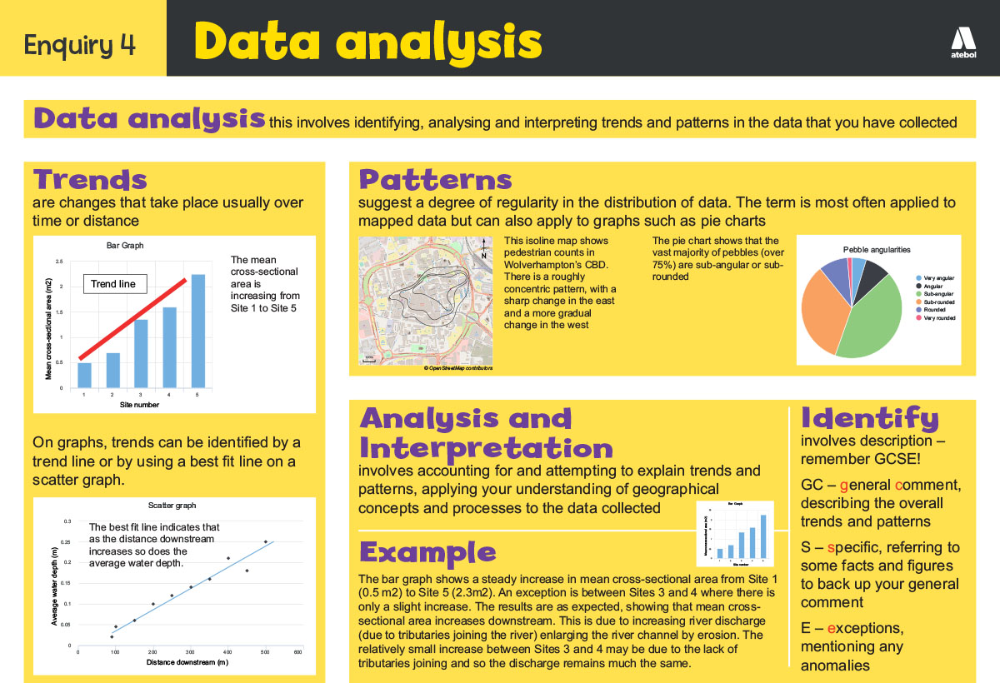 Enquiry 4
Data analysis
atebol
Data analysis this involves identifying, analysing and interpreting trends and patterns in the data that you have collected
Trends
are changes that take place usually over
time or distance
Bar Graph
Trend line
Mean cross-sectional area (m2)
2.5
2
1.5
1
0.5
0
1 2 3 4 5
Site number
The mean
cross-sectional
area is
increasing from
Site 1 to Site 5
On graphs, trends can be identified by a
trend line or by using a best fit line on a
scatter graph.
Scatter graph
The best fit line indicates that
as the distance downstream
increases so does the
average water depth.
Average water depth (m)
0.3
0.25
0.2
0.15
0.1
0.05
0
0 100 200 300 400 500 600
Distance downstream (m)
Patterns
suggest a degree of regularity in the distribution of data. The term is most often applied to
mapped data but can also apply to graphs such as pie charts
N
© OpenStreetMap contributors
This isoline map shows
pedestrian counts in
Wolverhampton's CBD.
There is a roughly
concentric pattern, with a
sharp change in the east
and a more gradual
change in the west
The pie chart shows that the
vast majority of pebbles (over
75%) are sub-angular or sub-
rounded
Pebble angularities
Very angular
Angular
Sub-angular
Sub-rounded
Rounded
Very rounded
Analysis and
Interpretation
involves accounting for and attempting to explain trends and
patterns, applying your understanding of geographical
concepts and processes to the data collected
Bar Graph
Mean cross-sectional area (m2)
1 2 3 4 5
Site number
Example
The bar graph shows a steady increase in mean cross-sectional area from Site 1
(0.5 m2) to Site 5 (2.3m2). An exception is between Sites 3 and 4 where there is
only a slight increase. The results are as expected, showing that mean cross-
sectional area increases downstream. This is due to increasing river discharge
(due to tributaries joining the river) enlarging the river channel by erosion. The
relatively small increase between Sites 3 and 4 may be due to the lack of
tributaries joining and so the discharge remains much the same.
Identify
involves description –
remember GCSE!
GC – general comment,
describing the overall
trends and patterns
S – specific, referring to
some facts and figures
to back up your general
comment
E – exceptions,
mentioning any
anomalies